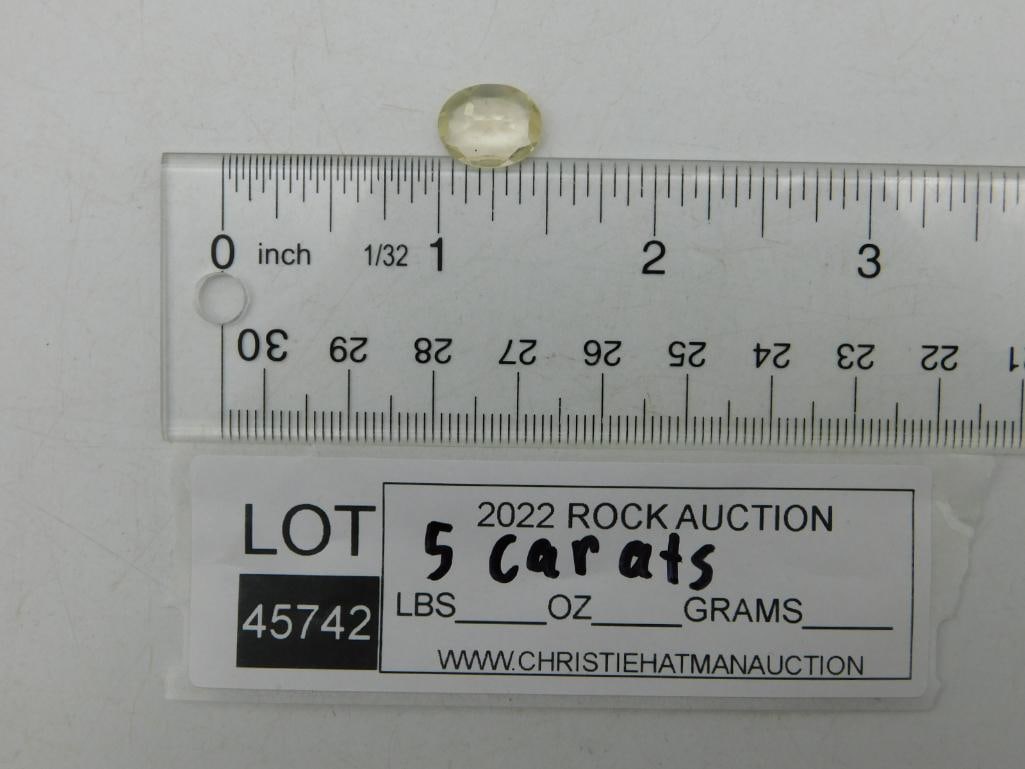 0 inch 1/32 1 2 3
30 29 28 27 26 25 24 23 22 21
LOT
45742
2022 ROCK AUCTION
5 carats
LBS_____OZ_____GRAMS_____
WWW.CHRISTIEHATMANAUCTION